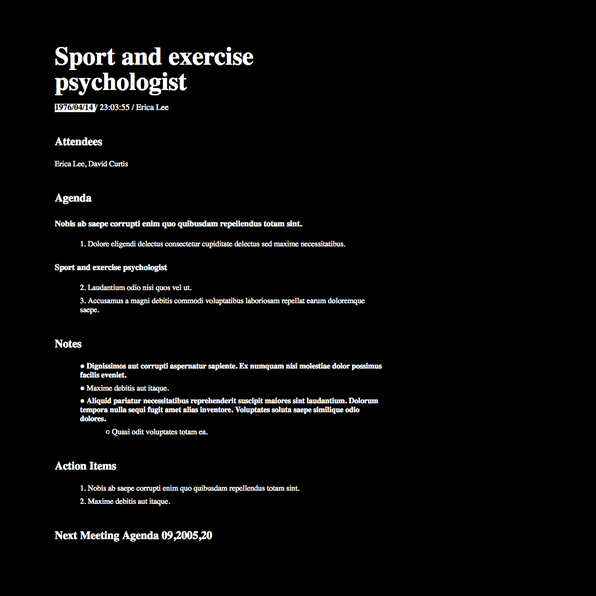 Sport and exercise
psychologist
1976/04/14/ 23:03:55 / Erica Lee
Attendees
Erica Lee, David Curtis
Agenda
Nobis ab saepe corrupti enim quo quibusdam repellendus totam sint.
1. Dolore eligendi delectus consectetur cupiditate delectus sed maxime necessitatibus.
Sport and exercise psychologist
2. Laudantium odio nisi quos vel ut.
3. Accusamus a magni debitis commodi voluptatibus laboriosam repellat earum doloremque
saepe.
Notes
● Dignissimos aut corrupti aspernatur sapiente. Ex numquam nisi molestiae dolor possimus
facilis eveniet.
● Maxime debitis aut itaque.
● Aliquid pariatur necessitatibus reprehenderit suscipit maiores sint laudantium. Dolorum
tempora nulla sequi fugit amet alias inventore. Voluptates soluta saepe similique odio
dolores.
○ Quasi odit voluptates totam ea.
Action Items
1. Nobis ab saepe corrupti enim quo quibusdam repellendus totam sint.
2. Maxime debitis aut itaque.
Next Meeting Agenda 09,2005,20